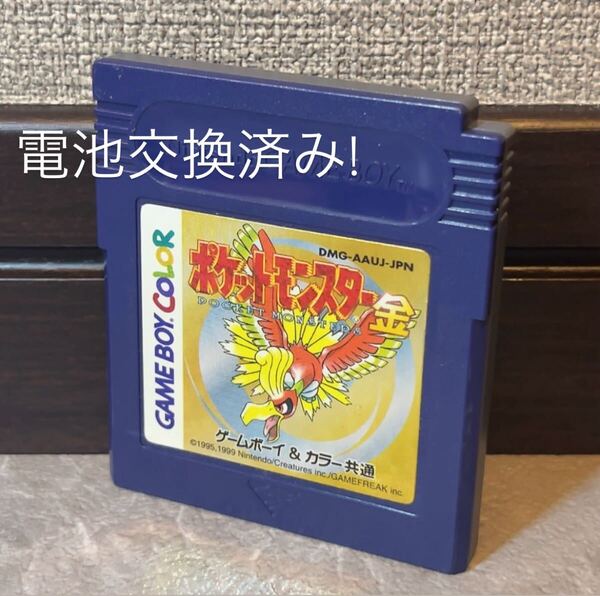 電池交換済み!
GAME BOY COLOR
DMG-AAUJ-JPN
ポケットモンスター金
POCKET MONSTERS
ゲームボーイ & カラー共通
©1995,1999 Nintendo/Creatures inc./GAMEFREAK inc.